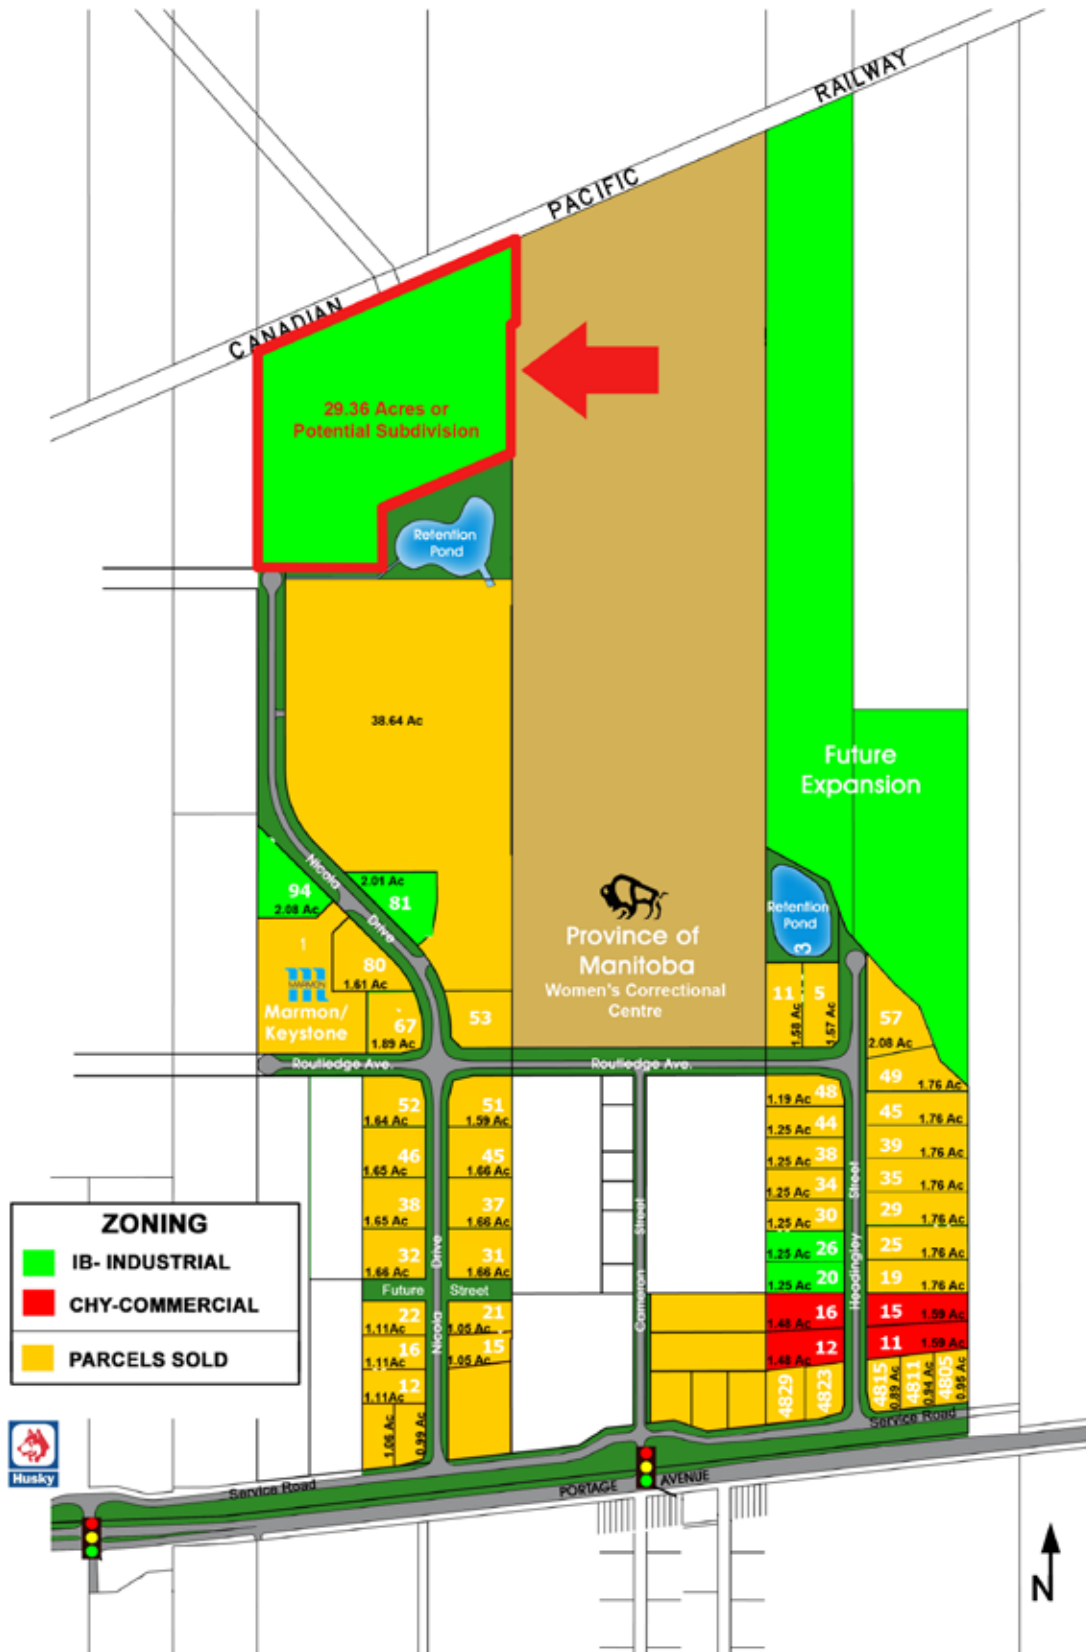 RAILWAY
PACIFIC
CANADIAN
29.36 Acres or
Potential Subdivision
Retention
Pond
38.64 Ac
Future
Expansion
Nicola
Drive
94
2.08 Ac
2.01 Ac
81
1
MARMON
Marmon/
Keystone
80
1.61 Ac
67
1.89 Ac
53
Province of
Manitoba
Women's Correctional
Centre
Retention
Pond
3
11
1.58 Ac
5
1.57 Ac
57
2.08 Ac
Routledge Ave.
Routledge Ave.
52
1.64 Ac
51
1.59 Ac
46
1.65 Ac
45
1.66 Ac
38
1.65 Ac
37
1.66 Ac
32
1.66 Ac
31
1.66 Ac
Future Street
22
1.11Ac
21
1.05 Ac
16
1.11Ac
15
1.05 Ac
12
1.11Ac
1.06 Ac
0.99 Ac
Nicola Drive
Cameron Street
Headingley Street
48
1.19 Ac
44
1.25 Ac
38
1.25 Ac
34
1.25 Ac
30
1.25 Ac
26
1.25 Ac
20
1.25 Ac
16
1.48 Ac
12
1.48 Ac
4829
4823
49
1.76 Ac
45
1.76 Ac
39
1.76 Ac
35
1.76 Ac
29
1.76 Ac
25
1.76 Ac
19
1.76 Ac
15
1.59 Ac
11
1.59 Ac
4815
0.89 Ac
4811
0.94 Ac
4805
0.95 Ac
ZONING
IB- INDUSTRIAL
CHY-COMMERCIAL
PARCELS SOLD
Husky
Service Road
Service Road
PORTAGE AVENUE
N